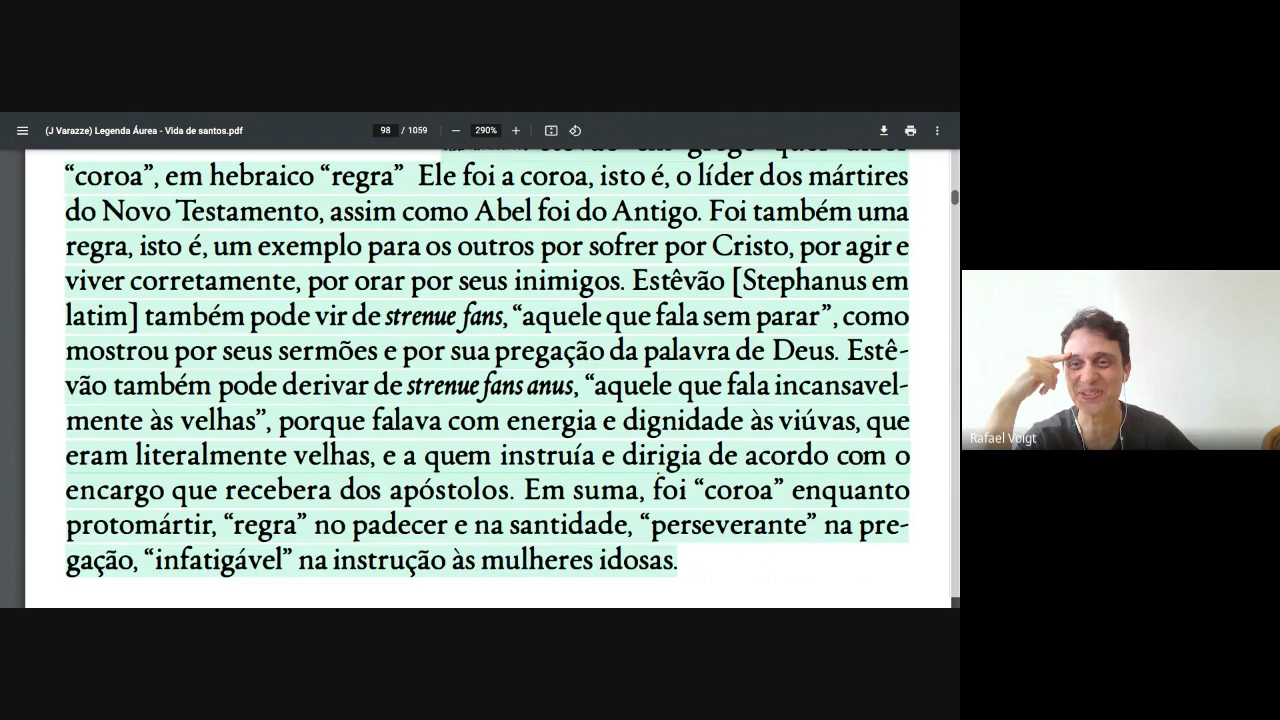 (J Varazze) Legenda Áurea - Vida de santos.pdf
98 / 1059
290%
“coroa”, em hebraico “regra” Ele foi a coroa, isto é, o líder dos mártires
do Novo Testamento, assim como Abel foi do Antigo. Foi também uma
regra, isto é, um exemplo para os outros por sofrer por Cristo, por agir e
viver corretamente, por orar por seus inimigos. Estêvão [Stephanus em
latim] também pode vir de strenue fans, “aquele que fala sem parar”, como
mostrou por seus sermões e por sua pregação da palavra de Deus. Estê-
vão também pode derivar de strenue fans anus, “aquele que fala incansavel-
mente às velhas”, porque falava com energia e dignidade às viúvas, que
eram literalmente velhas, e a quem instruía e dirigia de acordo com o
encargo que recebera dos apóstolos. Em suma, foi “coroa” enquanto
protomártir, “regra” no padecer e na santidade, “perseverante” na pre-
gação, “infatigável” na instrução às mulheres idosas.
Rafael Voigt